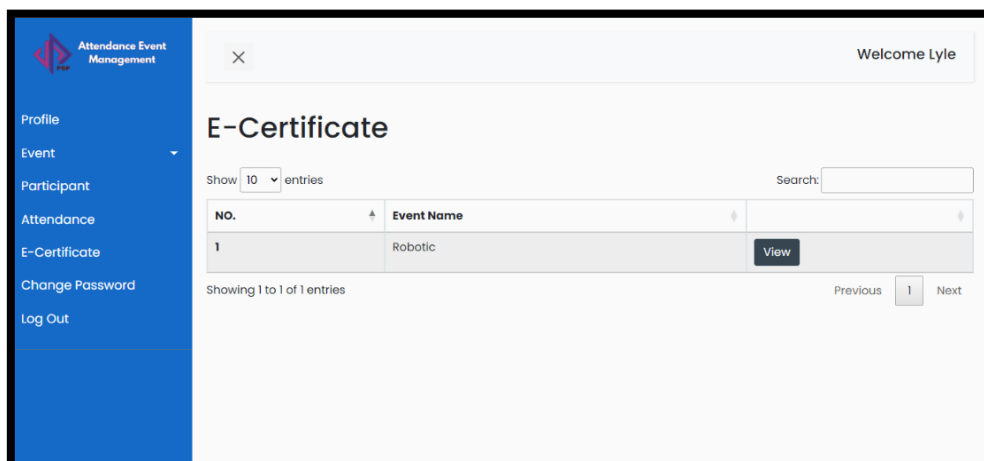 Attendance Event
Management
Profile
Event
Participant
Attendance
E-Certificate
Change Password
Log Out
Welcome Lyle
E-Certificate
Show 10 entries
Search:
NO. Event Name
1 Robotic View
Showing 1 to 1 of 1 entries
Previous 1 Next